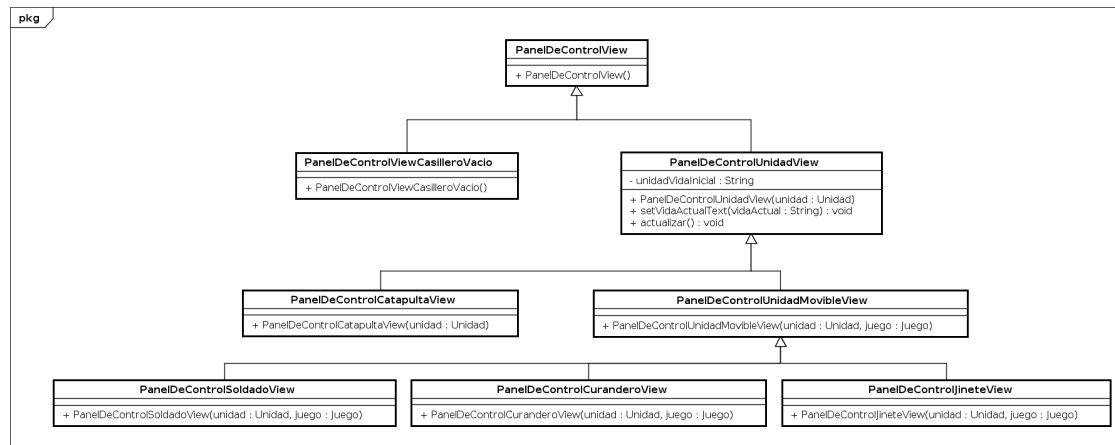 pkg
PanelDeControlView
+ PanelDeControlView()
PanelDeControlViewCasilleroVacio
+ PanelDeControlViewCasilleroVacio()
PanelDeControlUnidadView
- unidadVidaInicial : String
+ PanelDeControlUnidadView(unidad : Unidad)
+ setVidaActualText(vidaActual : String) : void
+ actualizar() : void
PanelDeControlCatapultaView
+ PanelDeControlCatapultaView(unidad : Unidad)
PanelDeControlUnidadMovibleView
+ PanelDeControlUnidadMovibleView(unidad : Unidad, juego : Juego)
PanelDeControlSoldadoView
+ PanelDeControlSoldadoView(unidad : Unidad, juego : Juego)
PanelDeControlCuranderoView
+ PanelDeControlCuranderoView(unidad : Unidad, juego : Juego)
PanelDeControlJineteView
+ PanelDeControlJineteView(unidad : Unidad, juego : Juego)